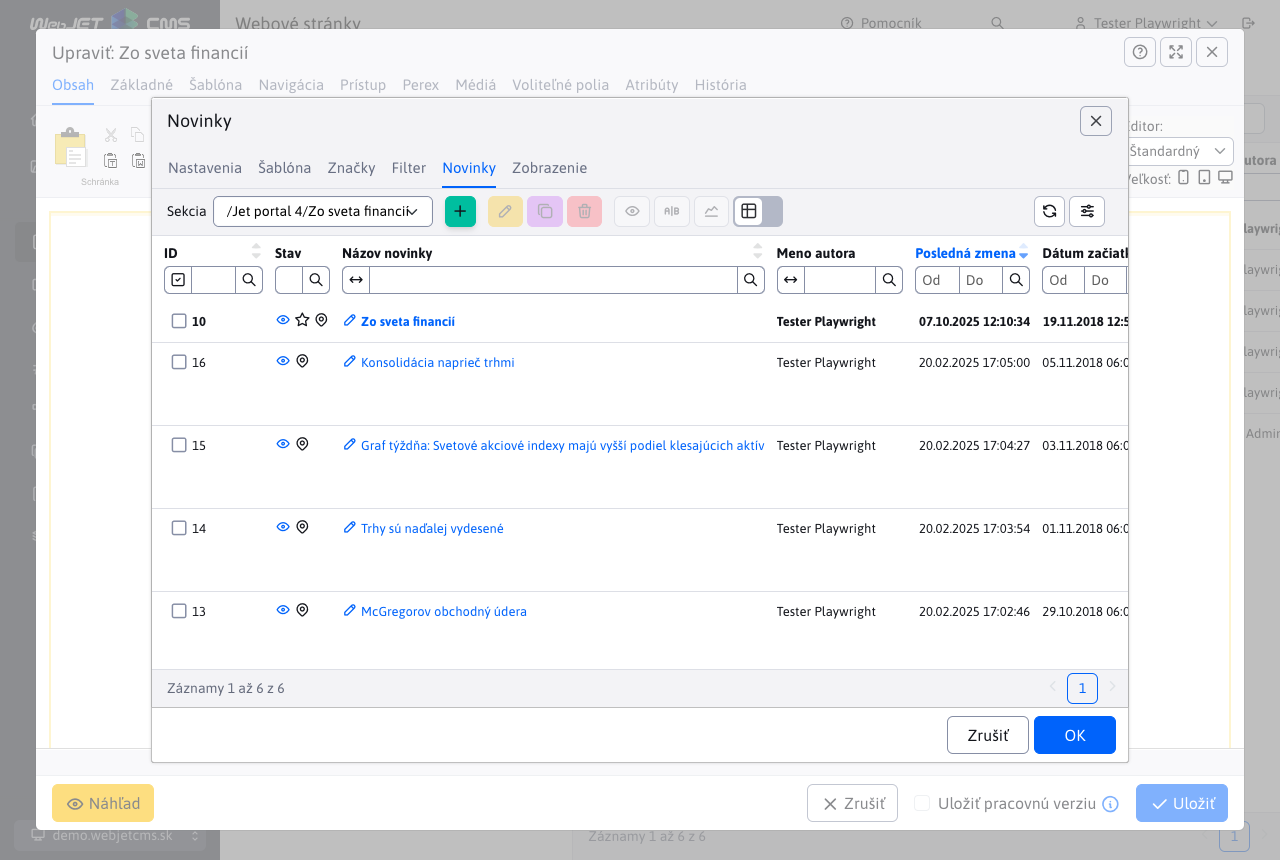 WebJET CMS
Webové stránky
Pomocník
Tester Playwright
Upraviť: Zo sveta financií
Obsah Základné Šablóna Navigácia Prístup Perex Médiá Voliteľné polia Atribúty História
Schránka
Novinky
Nastavenia Šablóna Značky Filter Novinky Zobrazenie
Sekcia /Jet portal 4/Zo sveta financií
A|B
ID Stav Názov novinky Meno autora Posledná zmena
Od Do Od Do
10 Zo sveta financií Tester Playwright 07.10.2025 12:10:34 19.11.2018 12:5
16 Konsolidácia naprieč trhmi Tester Playwright 20.02.2025 17:05:00 05.11.2018 06:0
15 Graf týždňa: Svetové akciové indexy majú vyšší podiel klesajúcich aktív Tester Playwright 20.02.2025 17:04:27 03.11.2018 06:0
14 Trhy sú naďalej vydesené Tester Playwright 20.02.2025 17:03:54 01.11.2018 06:0
13 McGregorov obchodný údera Tester Playwright 20.02.2025 17:02:46 29.10.2018 06:0
Záznamy 1 až 6 z 6 1
Zrušiť OK
Štandardný
Náhľad Zrušiť Uložiť pracovnú verziu Uložiť
demo.webjetcms.sk
Záznamy 1 až 6 z 6 1